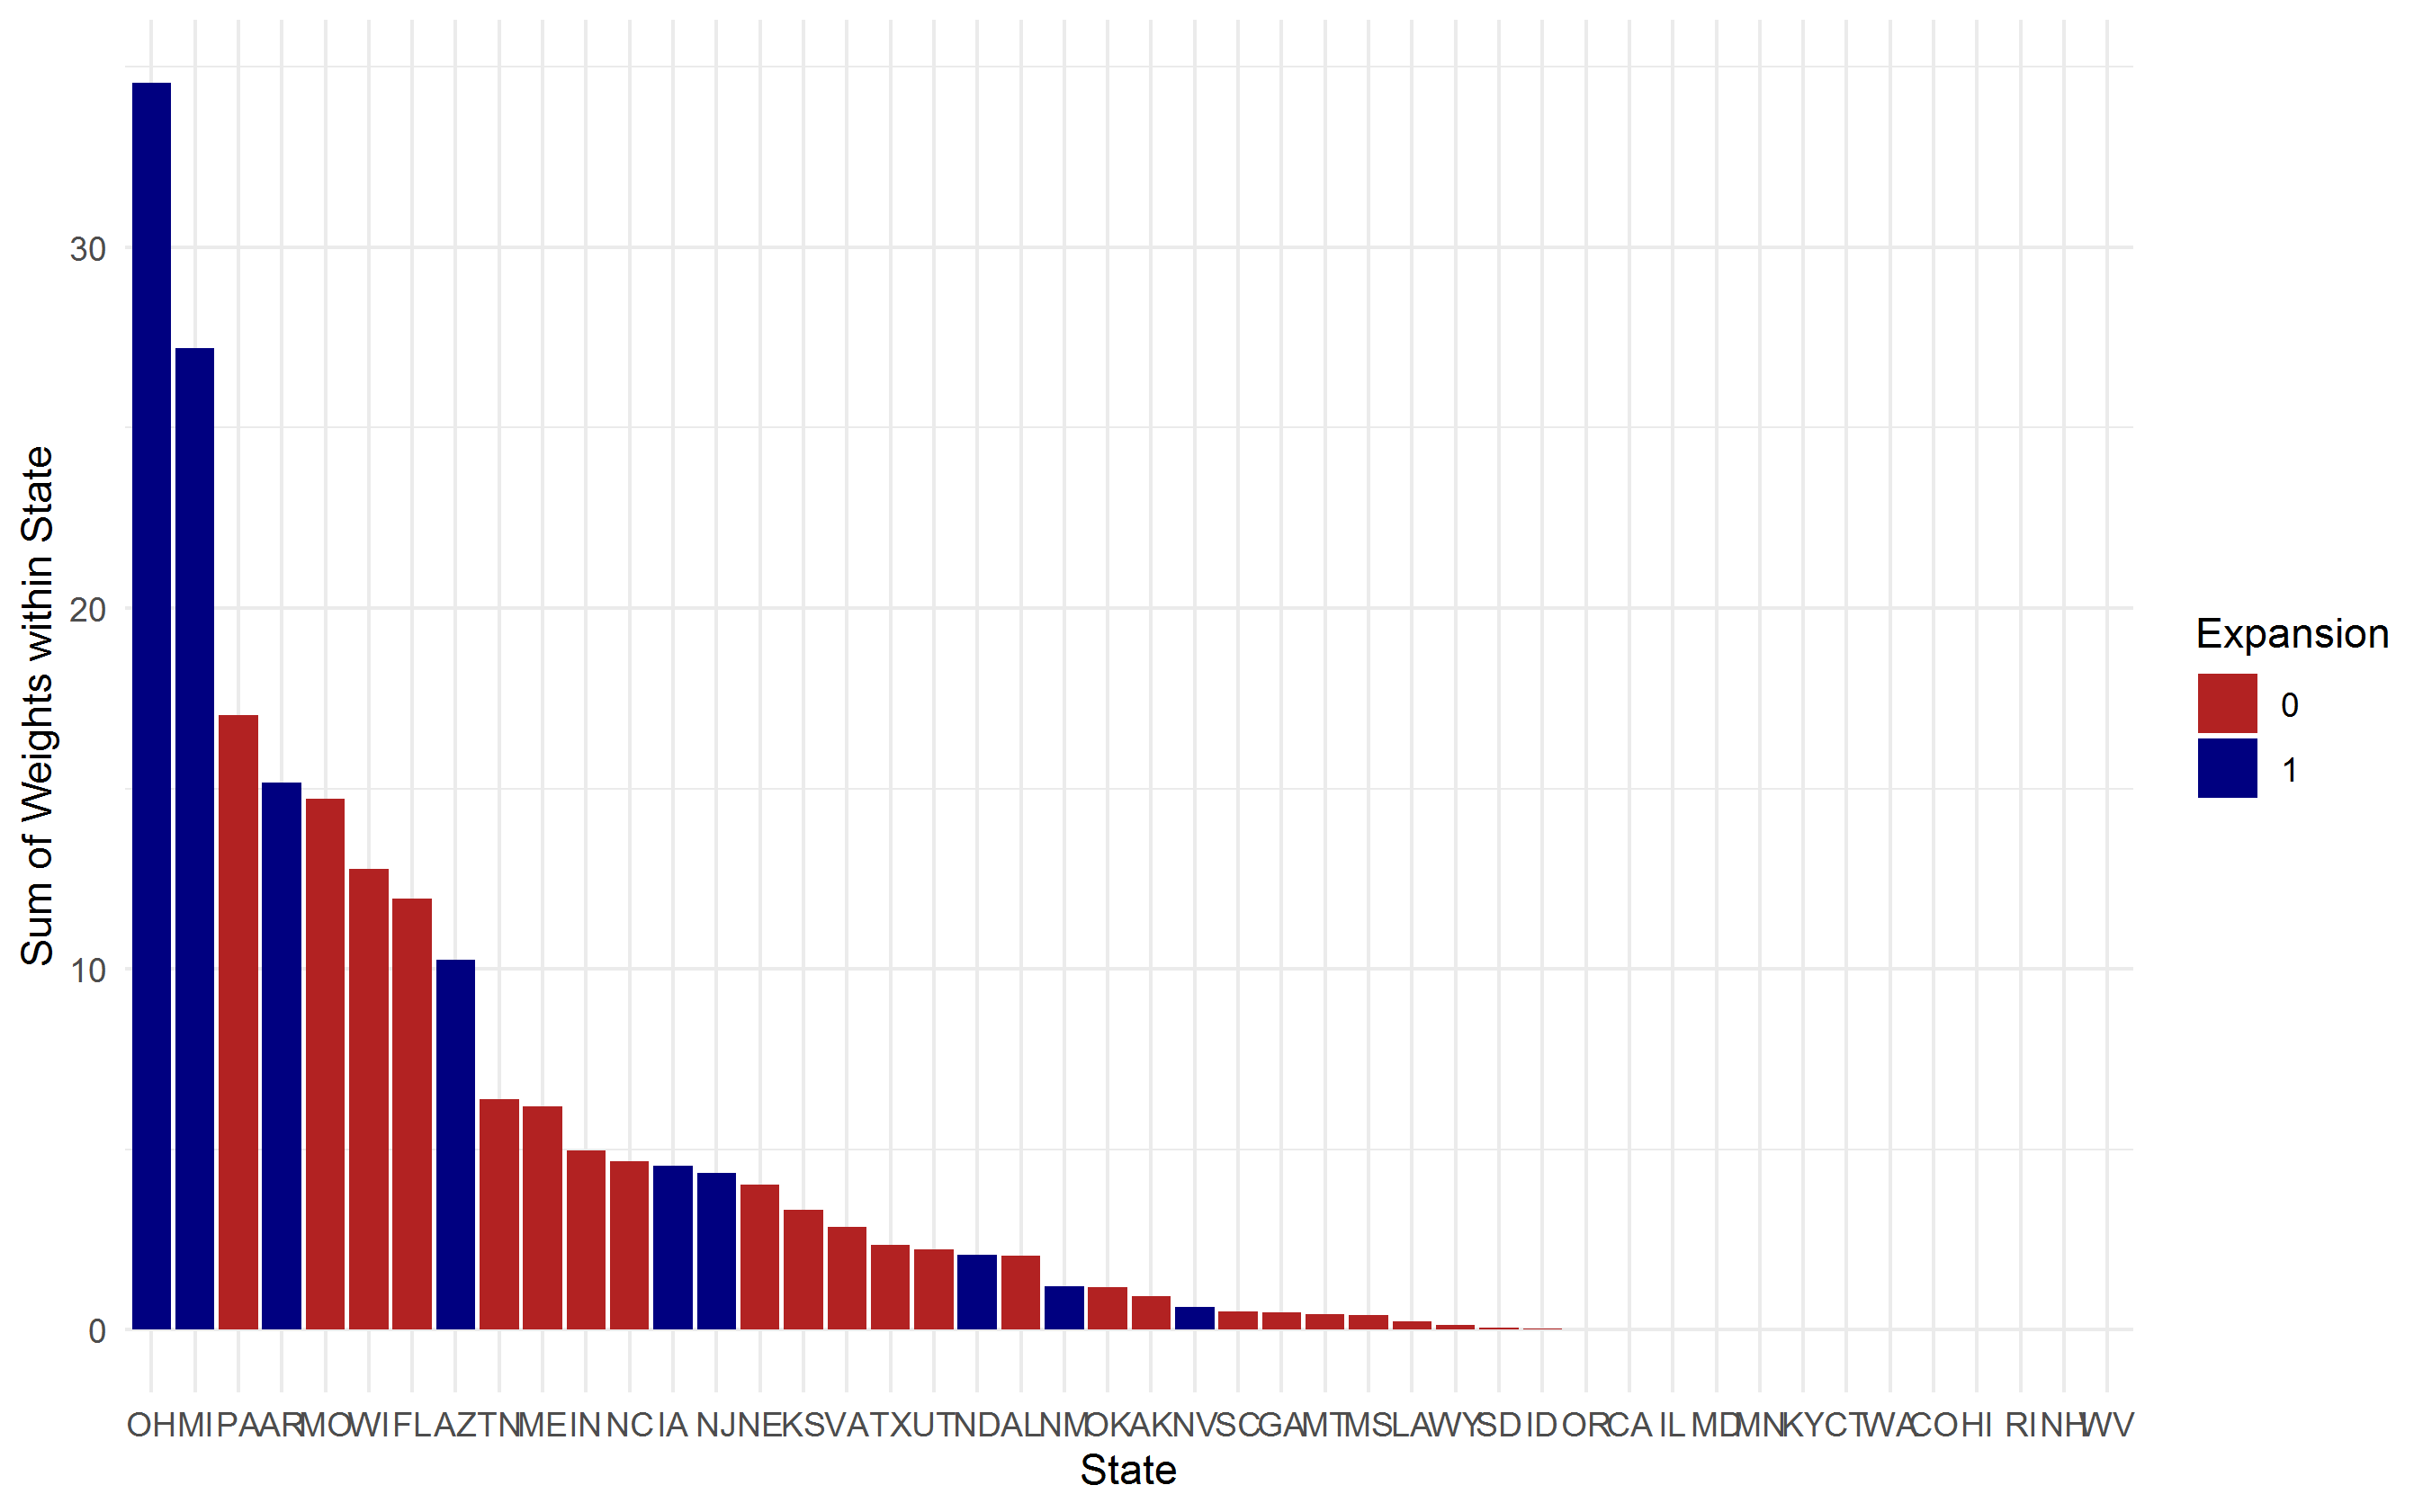 Sum of Weights within State
30
20
10
0
OH MI PA AR MO WI FL AZ TN ME IN NC IA NJ NE KS VA TX UT ND AL NM OK AK NV SC GA MT MS LA WY SD ID OR CA IL MD MN KY CT WA CO HI RI NH WV
State
Expansion
0
1